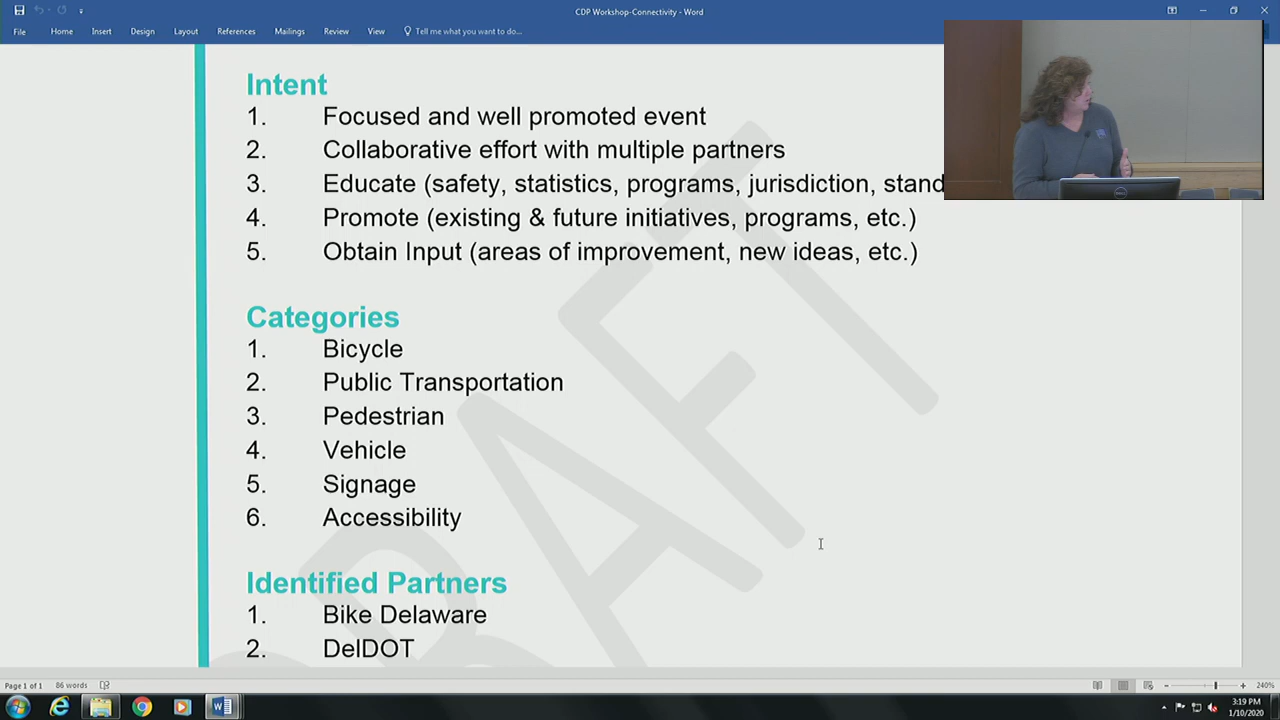 CDP Workshop-Connectivity - Word
File Home Insert Design Layout References Mailings Review View Tell me what you want to do...
Intent
1. Focused and well promoted event
2. Collaborative effort with multiple partners
3. Educate (safety, statistics, programs, jurisdiction, stand
4. Promote (existing & future initiatives, programs, etc.)
5. Obtain Input (areas of improvement, new ideas, etc.)
Categories
1. Bicycle
2. Public Transportation
3. Pedestrian
4. Vehicle
5. Signage
6. Accessibility
Identified Partners
1. Bike Delaware
2. DelDOT
DRAFT
DELL
Page 1 of 1 86 words 240%
3:19 PM
1/10/2020